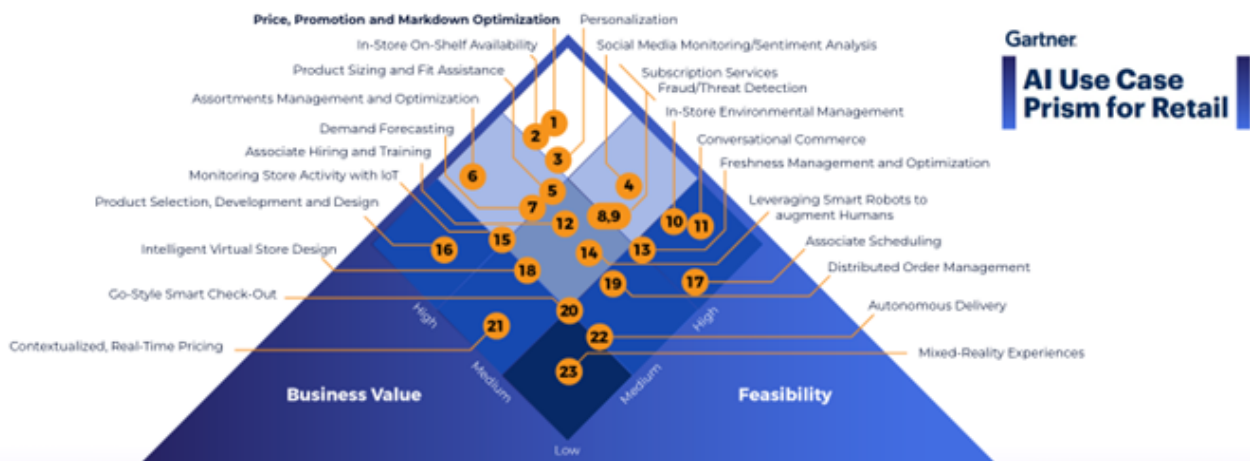 Price, Promotion and Markdown Optimization
Personalization
In-Store On-Shelf Availability
Social Media Monitoring/Sentiment Analysis
Product Sizing and Fit Assistance
Subscription Services
Fraud/Threat Detection
Assortments Management and Optimization
In-Store Environmental Management
Demand Forecasting
Conversational Commerce
Associate Hiring and Training
Freshness Management and Optimization
Monitoring Store Activity with IoT
Product Selection, Development and Design
Leveraging Smart Robots to
augment Humans
Intelligent Virtual Store Design
Associate Scheduling
Distributed Order Management
Go-Style Smart Check-Out
Autonomous Delivery
Contextualized, Real-Time Pricing
Mixed-Reality Experiences
Gartner
AI Use Case
Prism for Retail
1
2
3
6
5
4
7
8,9
12
10
11
15
16
14
13
18
19
17
20
21
22
23
High
High
Medium
Medium
Low
Business Value
Feasibility